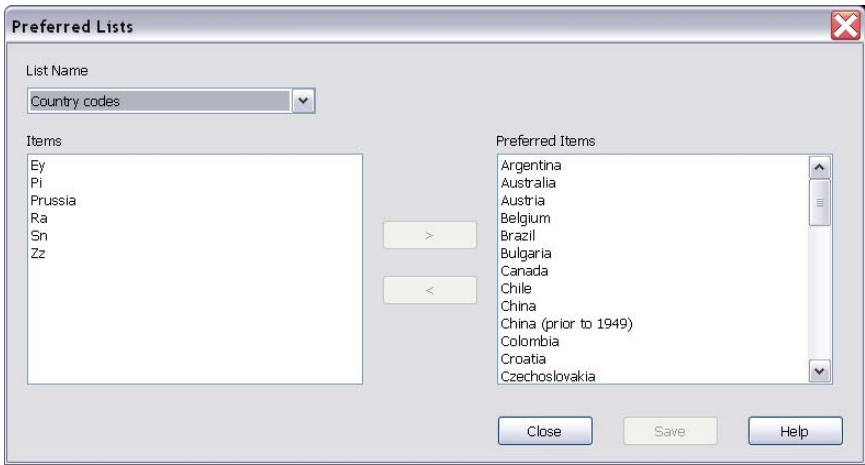 Preferred Lists
List Name
Country codes
Items
Ey
Pi
Prussia
Ra
Sn
Zz
>
<
Preferred Items
Argentina
Australia
Austria
Belgium
Brazil
Bulgaria
Canada
Chile
China
China (prior to 1949)
Colombia
Croatia
Czechoslovakia
Close
Save
Help